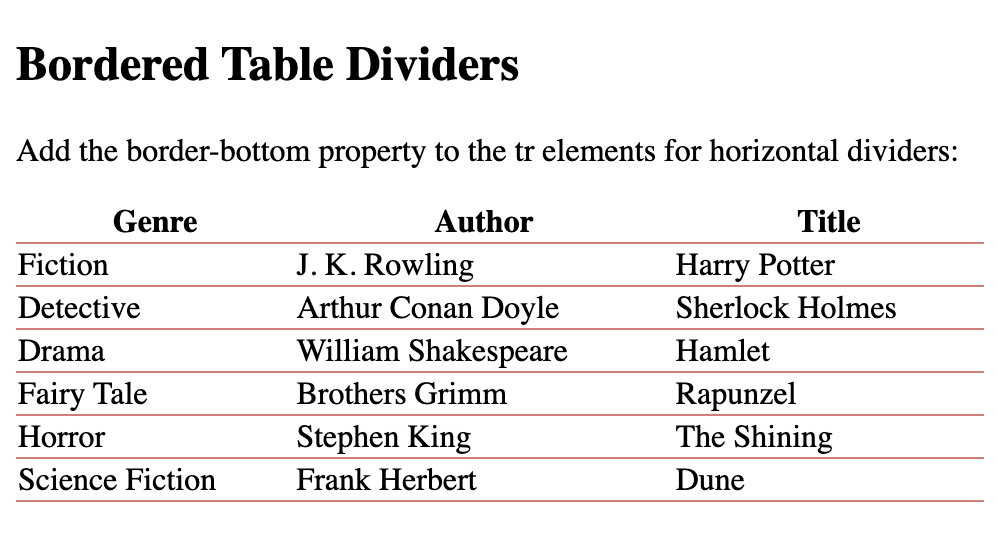 Bordered Table Dividers
Add the border-bottom property to the tr elements for horizontal dividers:
Genre Author Title
Fiction J. K. Rowling Harry Potter
Detective Arthur Conan Doyle Sherlock Holmes
Drama William Shakespeare Hamlet
Fairy Tale Brothers Grimm Rapunzel
Horror Stephen King The Shining
Science Fiction Frank Herbert Dune